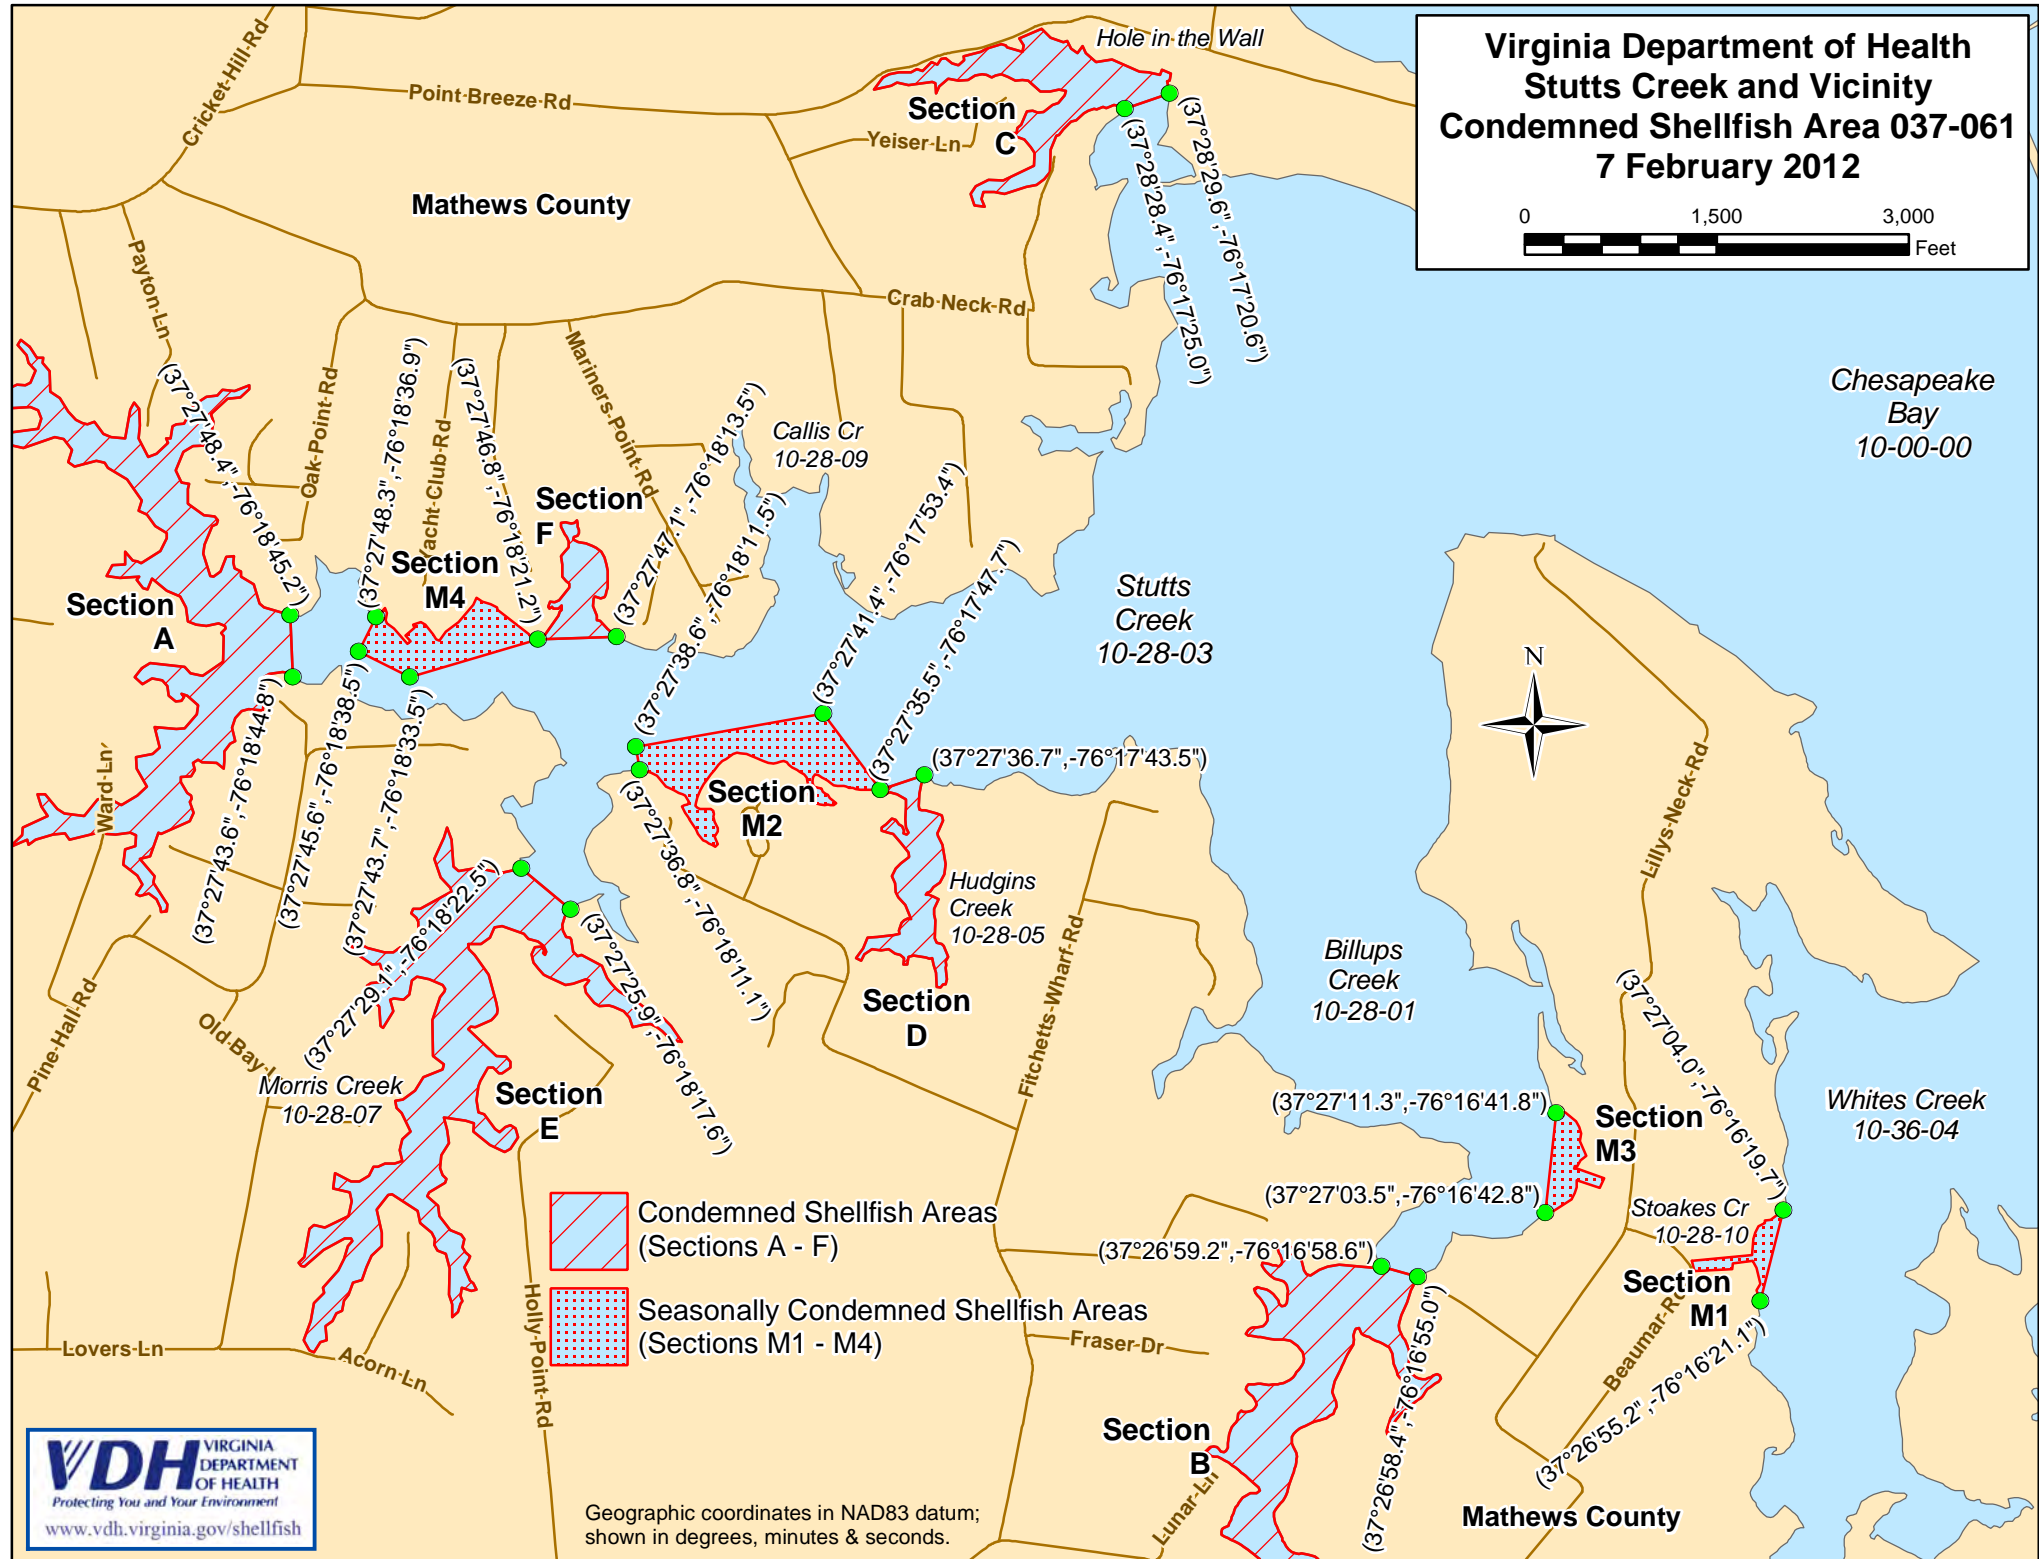 Virginia Department of Health
Stutts Creek and Vicinity
Condemned Shellfish Area 037-061
7 February 2012
0 1,500 3,000
Feet
Hole in the Wall
Cricket-Hill-Rd
Point-Breeze-Rd
Section
C
Yeiser-Ln
(37°28'29.6",-76°17'20.6")
(37°28'28.4",-76°17'25.0")
Mathews County
Payton-Ln
Crab-Neck-Rd
Chesapeake
Bay
10-00-00
(37°27'48.4",-76°18'45.2")
Oak-Point-Rd
(37°27'48.3",-76°18'36.9")
Yacht-Club-Rd
(37°27'46.8",-76°18'21.2")
Mariners-Point-Rd
(37°27'47.1",-76°18'13.5")
Callis Cr
10-28-09
Section
F
(37°27'38.6",-76°18'11.5")
(37°27'41.4",-76°17'53.4")
(37°27'35.5",-76°17'47.7")
Section
M4
Section
A
Stutts
Creek
10-28-03
N
(37°27'43.6",-76°18'44.8")
(37°27'45.6",-76°18'38.5")
(37°27'43.7",-76°18'33.5")
Ward-Ln
Section
M2
(37°27'36.7",-76°17'43.5")
(37°27'36.8",-76°18'11.1")
Lillys-Neck-Rd
Hudgins
Creek
10-28-05
(37°27'29.1",-76°18'22.5")
(37°27'25.9",-76°18'17.6")
Section
D
Fitchetts-Wharf-Rd
Billups
Creek
10-28-01
(37°27'04.0",-76°16'19.7")
Pine-Hall-Rd
Old-Bay-L
Morris Creek
10-28-07
Section
E
(37°27'11.3",-76°16'41.8")
Section
M3
Whites Creek
10-36-04
(37°27'03.5",-76°16'42.8")
Stoakes Cr
10-28-10
Condemned Shellfish Areas
(Sections A - F)
(37°26'59.2",-76°16'58.6")
Section
M1
Seasonally Condemned Shellfish Areas
(Sections M1 - M4)
Holly-Point-Rd
Lovers-Ln
Acorn-Ln
Fraser-Dr
(37°26'58.4",-76°16'55.0")
Beaumar-Rd
(37°26'55.2",-76°16'21.1")
Section
B
Lunar-Ln
Mathews County
VDH VIRGINIA
DEPARTMENT
OF HEALTH
Protecting You and Your Environment
www.vdh.virginia.gov/shellfish
Geographic coordinates in NAD83 datum;
shown in degrees, minutes & seconds.